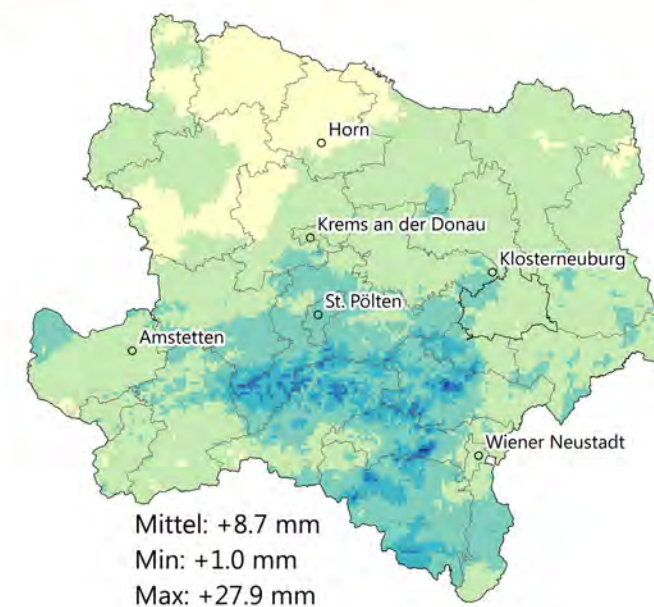 Horn
Krems an der Donau
Klosterneuburg
St. Pölten
Amstetten
Wiener Neustadt
Mittel: +8.7 mm
Min: +1.0 mm
Max: +27.9 mm